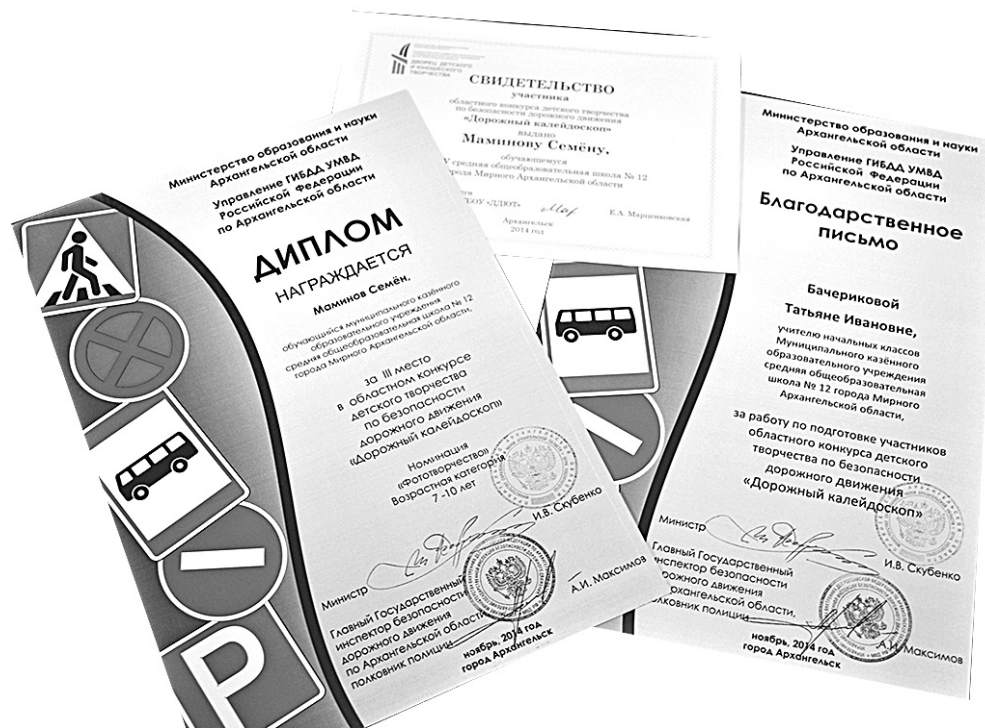 Министерство образования и науки
Архангельской области
Управление ГИБДД УМВД
Российской Федерации
по Архангельской области
ДИПЛОМ
НАГРАЖДАЕТСЯ
Маминов Семён,
обучающийся муниципального казённого
образовательного учреждения
средняя общеобразовательная школа № 12
города Мирного Архангельской области,
за III место
в областном конкурсе
детского творчества
по безопасности
дорожного движения
«Дорожный калейдоскоп»
Номинация
«Фототворчество»
Возрастная категория
7 -10 лет
Министр
И.В. Скубенко
Главный Государственный
инспектор безопасности
дорожного движения
по Архангельской области
полковник полиции
А.И. Максимов
ноябрь, 2014 год
город Архангельск
P
ДВОРЕЦ ДЕТСКОГО
И ЮНОШЕСКОГО
ТВОРЧЕСТВА
СВИДЕТЕЛЬСТВО
участника
областного конкурса детского творчества
по безопасности дорожного движения
«Дорожный калейдоскоп»
выдано
Маминову Семёну,
обучающемуся
средняя общеобразовательная школа № 12
города Мирного Архангельской области
«ДДЮТ»
Е.А. Марценковская
Архангельск
2014 год
Министерство образования и науки
Архангельской области
Управление ГИБДД УМВД
Российской Федерации
по Архангельской области
Благодарственное
письмо
Бачериковой
Татьяне Ивановне,
учителю начальных классов
Муниципального казённого
образовательного учреждения
средняя общеобразовательная
школа № 12 города Мирного
Архангельской области,
за работу по подготовке участников
областного конкурса детского
творчества по безопасности
дорожного движения
«Дорожный калейдоскоп»
Министр
И.В. Скубенко
Главный Государственный
инспектор безопасности
дорожного движения
Архангельской области,
полковник полиции
А.И. Максимов
ноябрь, 2014 год
город Архангельск